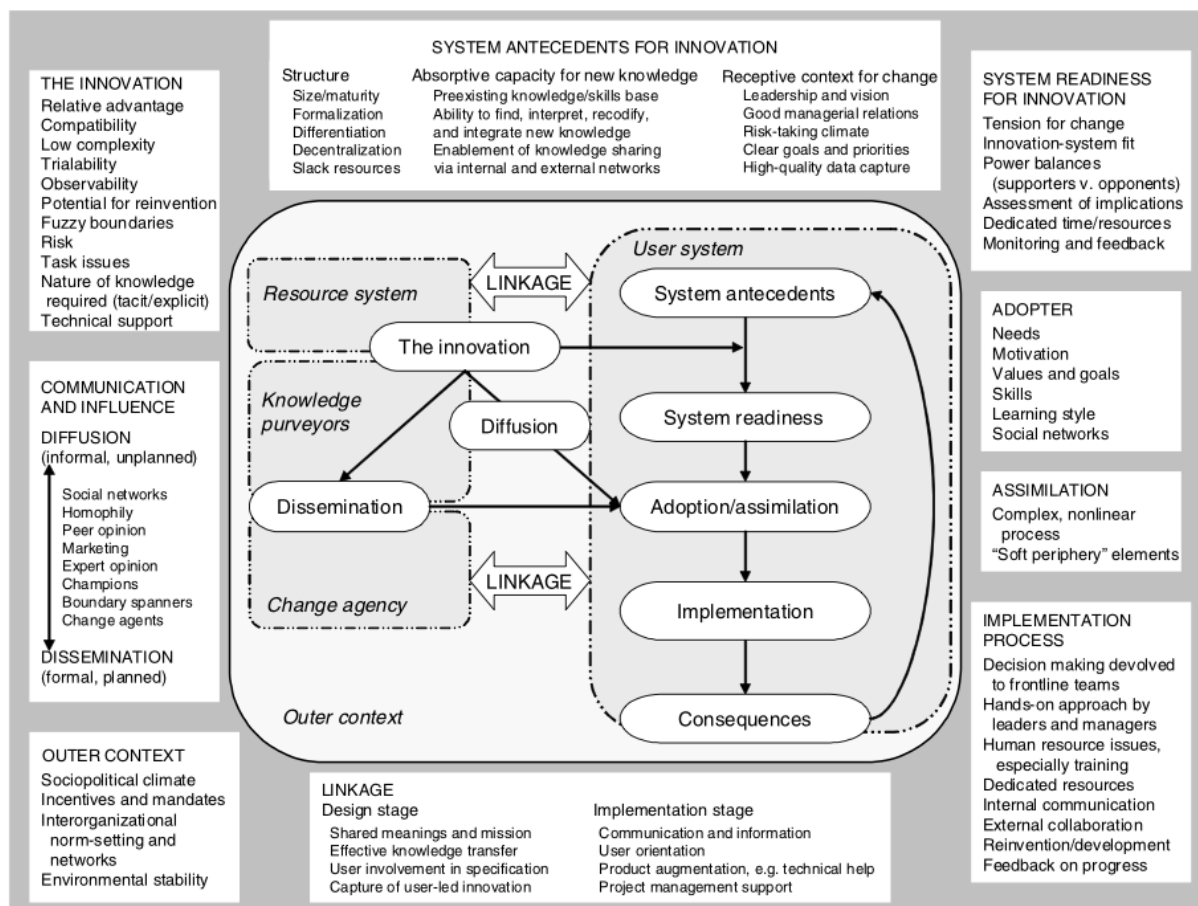 SYSTEM ANTECEDENTS FOR INNOVATION
Structure
Size/maturity
Formalization
Differentiation
Decentralization
Slack resources
Absorptive capacity for new knowledge
Preexisting knowledge/skills base
Ability to find, interpret, recodify,
and integrate new knowledge
Enablement of knowledge sharing
via internal and external networks
Receptive context for change
Leadership and vision
Good managerial relations
Risk-taking climate
Clear goals and priorities
High-quality data capture
THE INNOVATION
Relative advantage
Compatibility
Low complexity
Trialability
Observability
Potential for reinvention
Fuzzy boundaries
Risk
Task issues
Nature of knowledge
required (tacit/explicit)
Technical support
COMMUNICATION
AND INFLUENCE
DIFFUSION
(informal, unplanned)
Social networks
Homophily
Peer opinion
Marketing
Expert opinion
Champions
Boundary spanners
Change agents
DISSEMINATION
(formal, planned)
OUTER CONTEXT
Sociopolitical climate
Incentives and mandates
Interorganizational
norm-setting and
networks
Environmental stability
Resource system
LINKAGE
User system
System antecedents
The innovation
Knowledge
purveyors
Diffusion
System readiness
Dissemination
Adoption/assimilation
LINKAGE
Change agency
Implementation
Outer context
Consequences
LINKAGE
Design stage
Shared meanings and mission
Effective knowledge transfer
User involvement in specification
Capture of user-led innovation
Implementation stage
Communication and information
User orientation
Product augmentation, e.g. technical help
Project management support
SYSTEM READINESS
FOR INNOVATION
Tension for change
Innovation-system fit
Power balances
(supporters v. opponents)
Assessment of implications
Dedicated time/resources
Monitoring and feedback
ADOPTER
Needs
Motivation
Values and goals
Skills
Learning style
Social networks
ASSIMILATION
Complex, nonlinear
process
“Soft periphery” elements
IMPLEMENTATION
PROCESS
Decision making devolved
to frontline teams
Hands-on approach by
leaders and managers
Human resource issues,
especially training
Dedicated resources
Internal communication
External collaboration
Reinvention/development
Feedback on progress